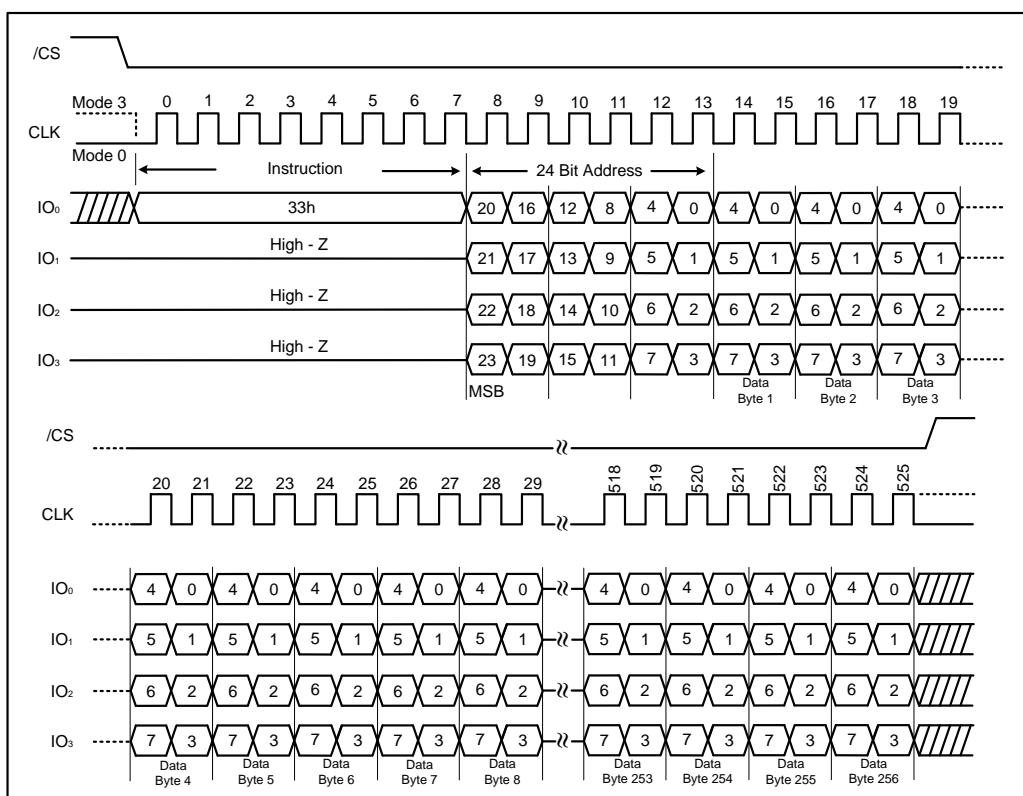 /CS
Mode 3 0 1 2 3 4 5 6 7 8 9 10 11 12 13 14 15 16 17 18 19
CLK
Mode 0
Instruction 24 Bit Address
IO₀ 33h 20 16 12 8 4 0 4 0 4 0 4 0
IO₁ High - Z 21 17 13 9 5 1 5 1 5 1 5 1
IO₂ High - Z 22 18 14 10 6 2 6 2 6 2 6 2
IO₃ High - Z 23 19 15 11 7 3 7 3 7 3 7 3
MSB Data Byte 1 Data Byte 2 Data Byte 3
/CS
20 21 22 23 24 25 26 27 28 29 518 519 520 521 522 523 524 525
CLK
IO₀ 4 0 4 0 4 0 4 0 4 0 4 0 4 0 4 0 4 0
IO₁ 5 1 5 1 5 1 5 1 5 1 5 1 5 1 5 1 5 1
IO₂ 6 2 6 2 6 2 6 2 6 2 6 2 6 2 6 2 6 2
IO₃ 7 3 7 3 7 3 7 3 7 3 7 3 7 3 7 3 7 3
Data Byte 4 Data Byte 5 Data Byte 6 Data Byte 7 Data Byte 8 Data Byte 253 Data Byte 254 Data Byte 255 Data Byte 256